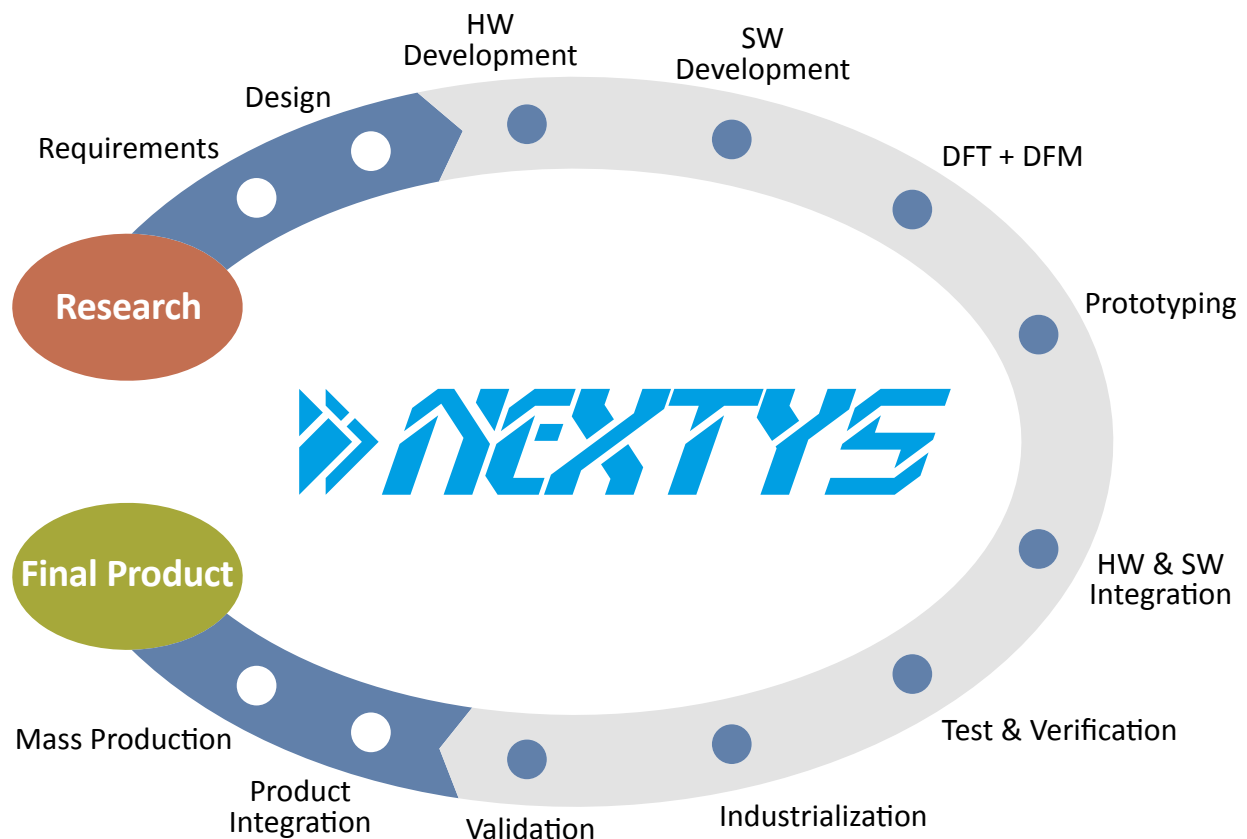 HW
Development
SW
Development
Design
Requirements
DFT + DFM
Research
Prototyping
NEXTYS
Final Product
HW & SW
Integration
Mass Production
Test & Verification
Product
Integration
Validation
Industrialization